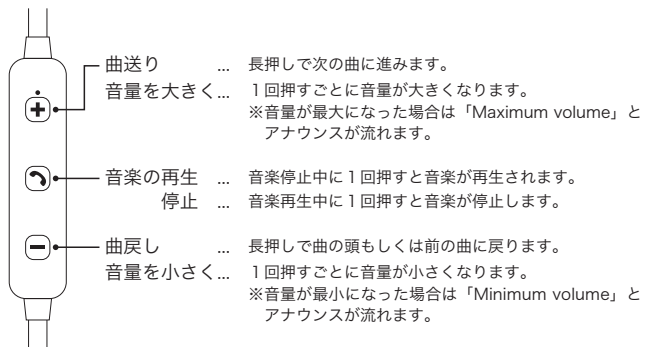 曲送り ... 長押しで次の曲に進みます。
音量を大きく... 1回押すごとに音量が大きくなります。
※音量が最大になった場合は「Maximum volume」と
アナウンスが流れます。
音楽の再生 ... 音楽停止中に1回押すと音楽が再生されます。
停止 ... 音楽再生中に1回押すと音楽が停止します。
曲戻し ... 長押しで曲の頭もしくは前の曲に戻ります。
音量を小さく... 1回押すごとに音量が小さくなります。
※音量が最小になった場合は「Minimum volume」と
アナウンスが流れます。